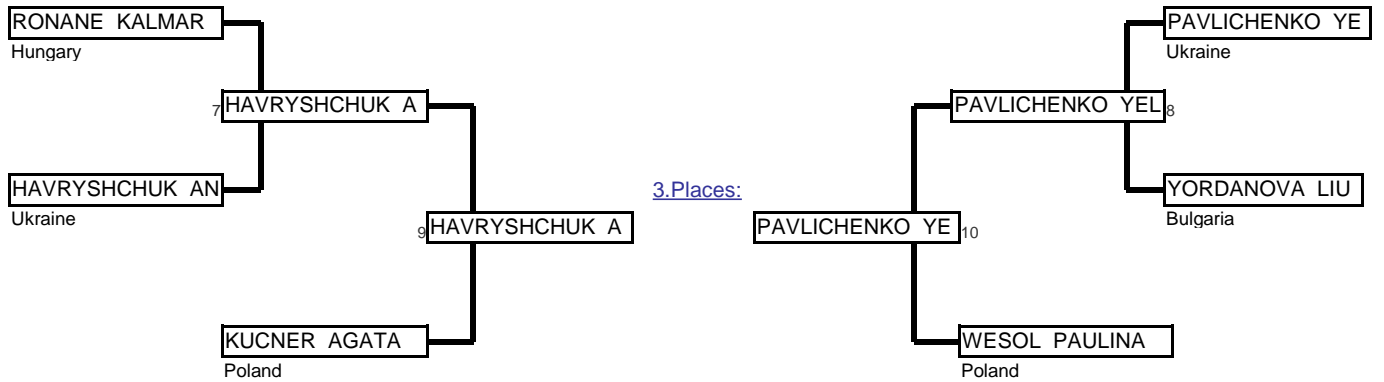 RONANE KALMAR
Hungary
7 HAVRYSHCHUK A
HAVRYSHCHUK AN
Ukraine
9 HAVRYSHCHUK A
KUCNER AGATA
Poland
3.Places:
PAVLICHENKO YE
Ukraine
PAVLICHENKO YEL 8
YORDANOVA LIU
Bulgaria
PAVLICHENKO YE 10
WESOL PAULINA
Poland